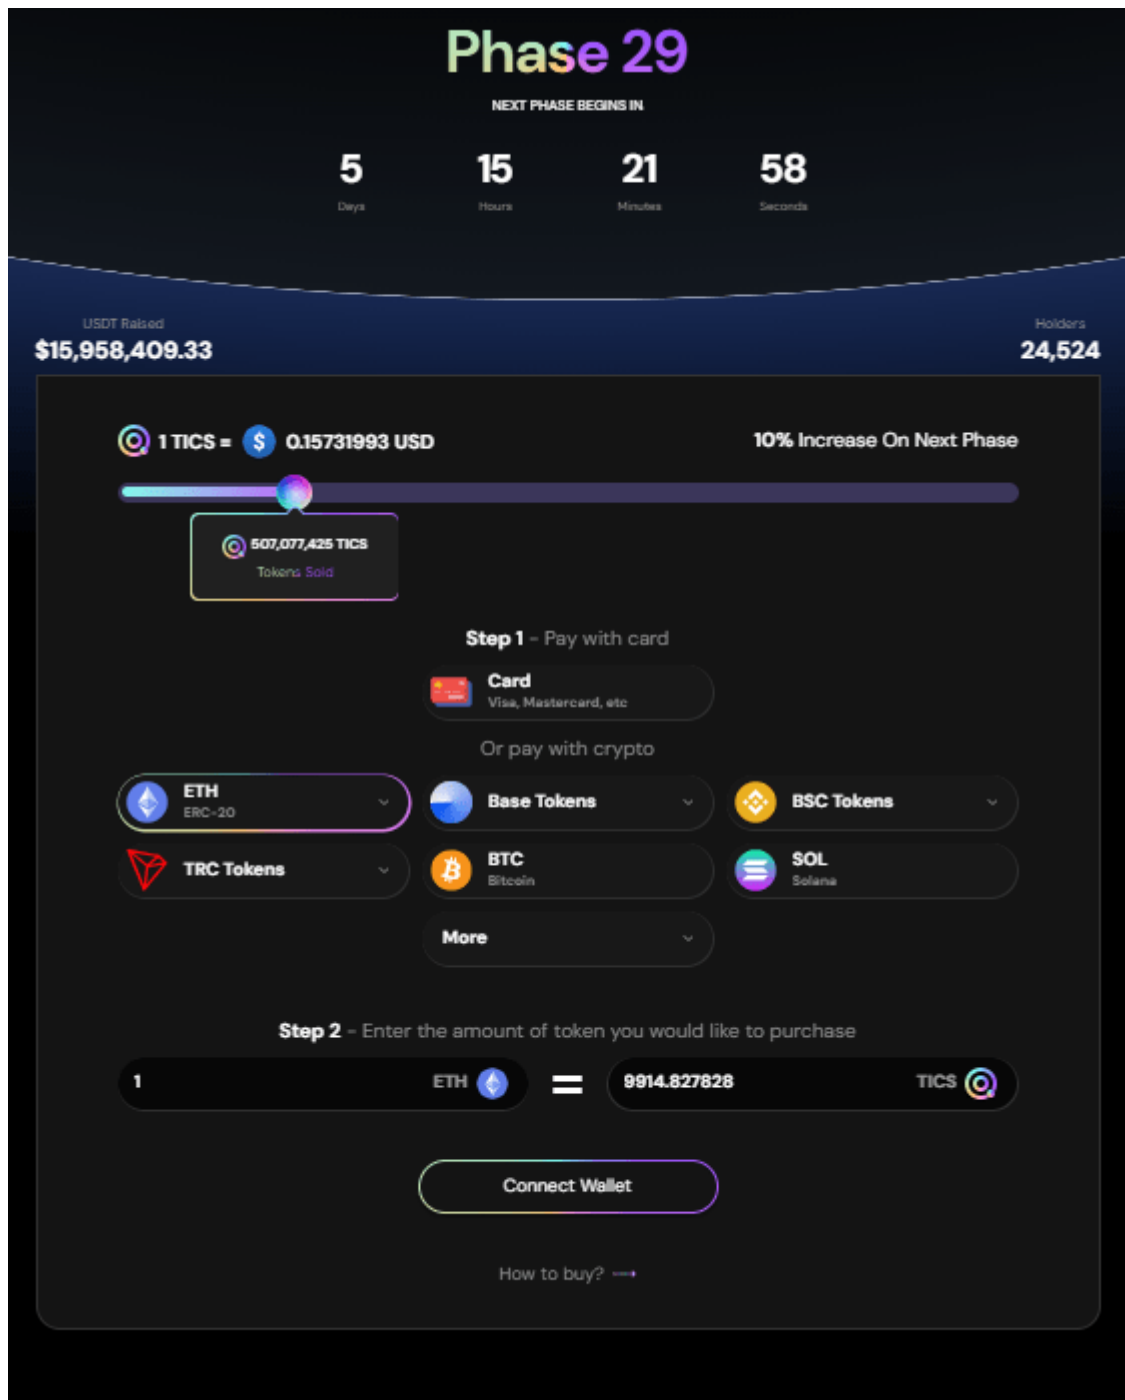 Phase 29
NEXT PHASE BEGINS IN
5 15 21 58
Days Hours Minutes Seconds
USDT Raised Holders
$15,958,409.33 24,524
1 TICS = $ 0.15731993 USD 10% Increase On Next Phase
507,077,425 TICS
Tokens Sold
Step 1 - Pay with card
Card
Visa, Mastercard, etc
Or pay with crypto
ETH
ERC-20
Base Tokens
BSC Tokens
TRC Tokens
BTC
Bitcoin
SOL
Solana
More
Step 2 - Enter the amount of token you would like to purchase
1 ETH = 9914.827828 TICS
Connect Wallet
How to buy?